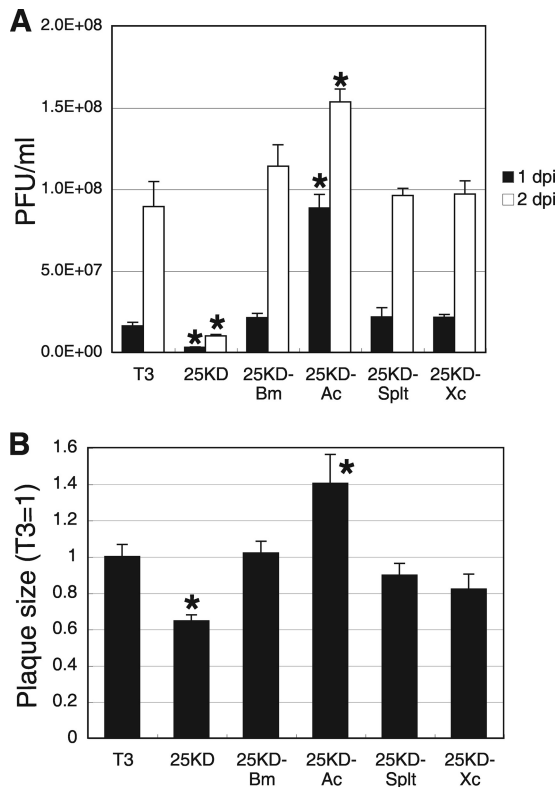 A
2.0E+08
1.5E+08
1.0E+08
5.0E+07
0.0E+00
PFU/ml
*
*
*
*
1 dpi
2 dpi
T3 25KD 25KD- 25KD- 25KD- 25KD-
Bm Ac Splt Xc
B
1.6
1.4
1.2
1
0.8
0.6
0.4
0.2
0
Plaque size (T3=1)
*
*
T3 25KD 25KD- 25KD- 25KD- 25KD-
Bm Ac Splt Xc